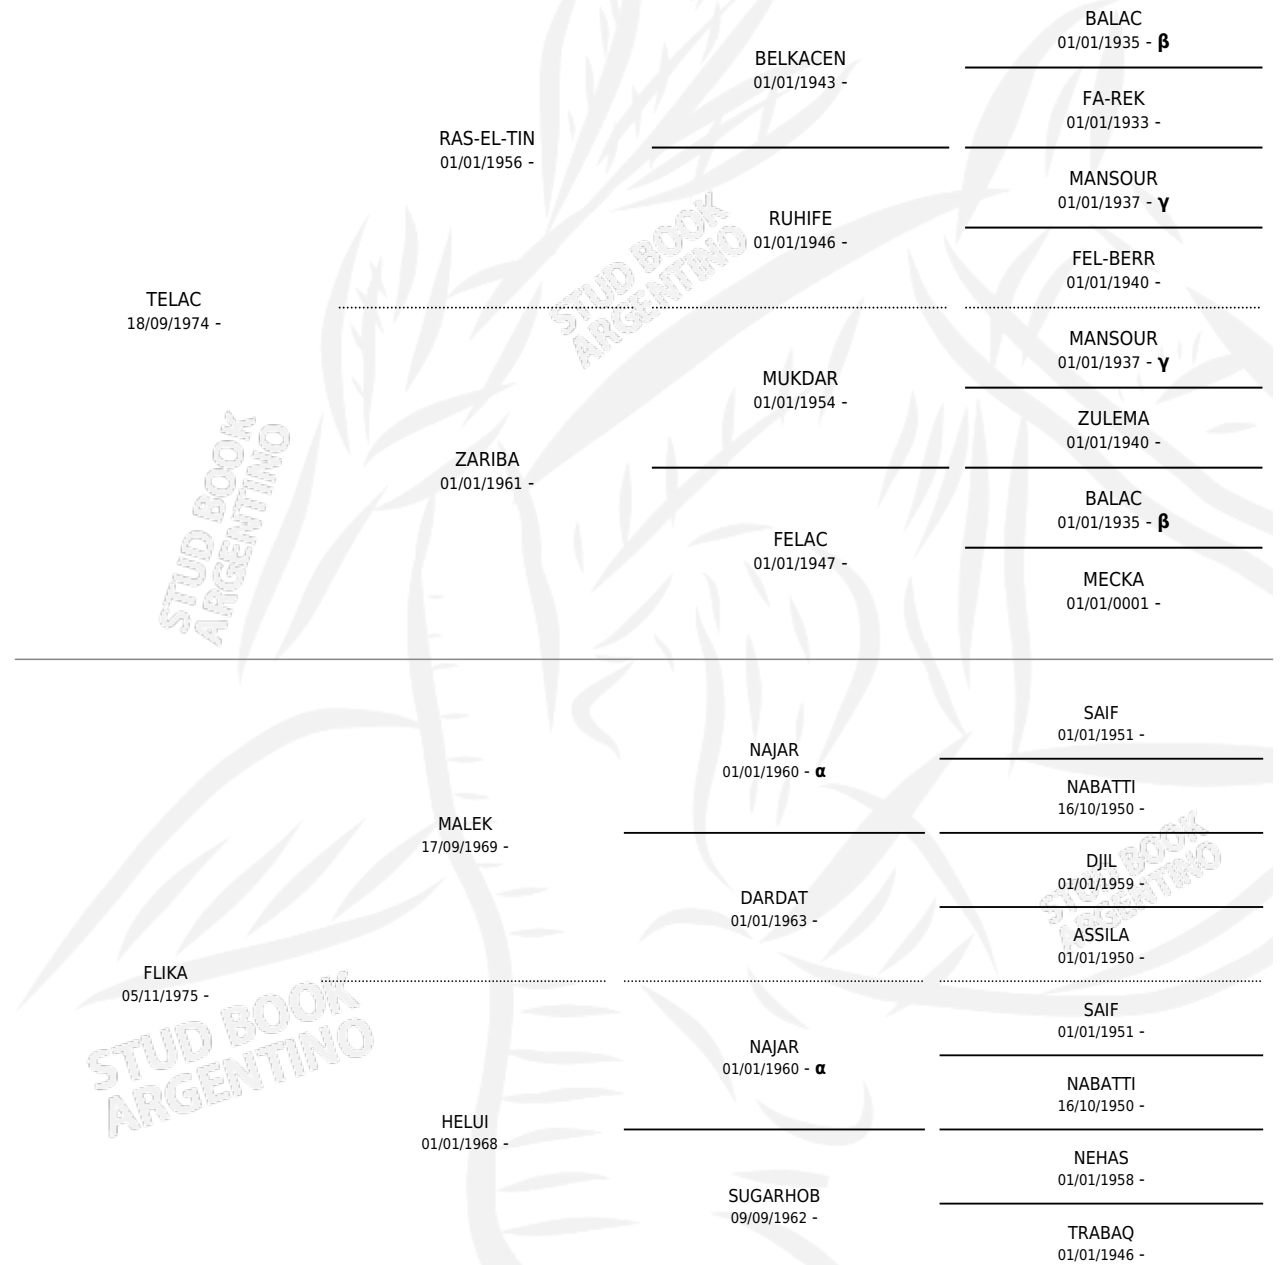 BALAC
01/01/1935 - β
BELKACEN
01/01/1943 -
FA-REK
01/01/1933 -
RAS-EL-TIN
01/01/1956 -
MANSOUR
01/01/1937 - γ
RUHIFE
01/01/1946 -
FEL-BERR
01/01/1940 -
TELAC
18/09/1974 -
STUD BOOK
ARGENTINO
MANSOUR
01/01/1937 - γ
MUKDAR
01/01/1954 -
ZULEMA
01/01/1940 -
ZARIBA
01/01/1961 -
BALAC
01/01/1935 - β
FELAC
01/01/1947 -
MECKA
01/01/0001 -
STUD BOOK
ARGENTINO
SAIF
01/01/1951 -
NAJAR
01/01/1960 - α
NABATTI
16/10/1950 -
MALEK
17/09/1969 -
DJIL
01/01/1959 -
DARDAT
01/01/1963 -
ASSILA
01/01/1950 -
STUD BOOK
ARGENTINO
FLIKA
05/11/1975 -
SAIF
01/01/1951 -
NAJAR
01/01/1960 - α
NABATTI
16/10/1950 -
STUD BOOK
ARGENTINO
HELUI
01/01/1968 -
NEHAS
01/01/1958 -
SUGARHOB
09/09/1962 -
TRABAQ
01/01/1946 -